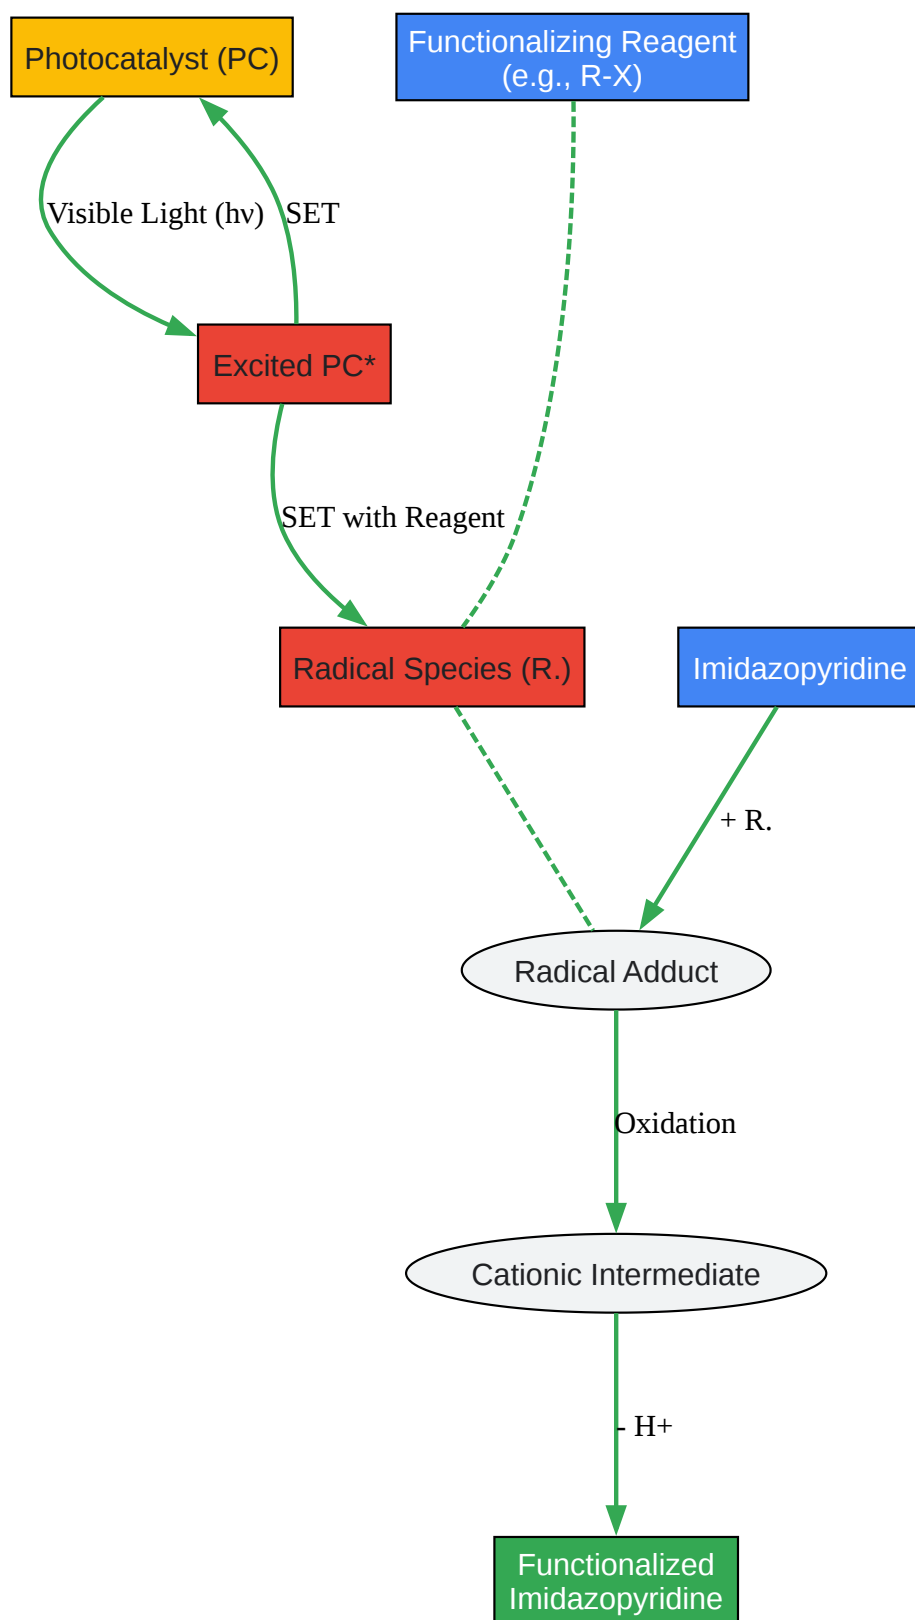 Photocatalyst (PC)
Functionalizing Reagent
(e.g., R-X)
Visible Light (hν)
SET
Excited PC*
SET with Reagent
Radical Species (R.)
Imidazopyridine
+ R.
Radical Adduct
Oxidation
Cationic Intermediate
- H+
Functionalized
Imidazopyridine